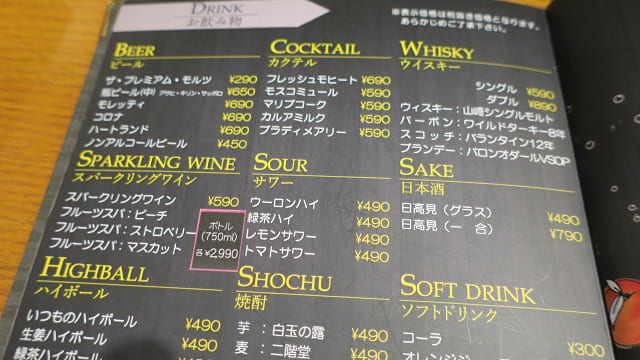 DRINK
お飲み物
※表示価格は税抜き価格となります。
あらかじめご了承下さい。
BEER
ビール
ザ・プレミアム・モルツ ¥290
瓶ビール(中) アサヒ・キリン・サッポロ ¥650
モレッティ ¥690
コロナ ¥690
ハートランド ¥690
ノンアルコールビール ¥450
COCKTAIL
カクテル
フレッシュモヒート ¥690
モスコミュール ¥590
マリブコーク ¥590
カルアミルク ¥590
ブラディメアリー ¥590
WHISKY
ウイスキー
シングル ¥590
ダブル ¥890
ウィスキー:山崎シングルモルト
バーボン:ワイルドターキー8年
スコッチ:バランタイン12年
ブランデー:バロンオタールVSOP
SPARKLING WINE
スパークリングワイン
スパークリングワイン ¥590
フルーツスパ:ピーチ
フルーツスパ:ストロベリー
フルーツスパ:マスカット
ボトル
(750ml)
各¥2,990
SOUR
サワー
ウーロンハイ ¥490
緑茶ハイ ¥490
レモンサワー ¥490
トマトサワー ¥490
SAKE
日本酒
日高見(グラス) ¥490
日高見(一合) ¥790
HIGHBALL
ハイボール
いつものハイボール ¥490
生姜ハイボール ¥490
緑茶ハイボール ¥490
SHOCHU
焼酎
芋:白玉の露 ¥490
麦:二階堂 ¥490
SOFT DRINK
ソフトドリンク
コーラ ¥300